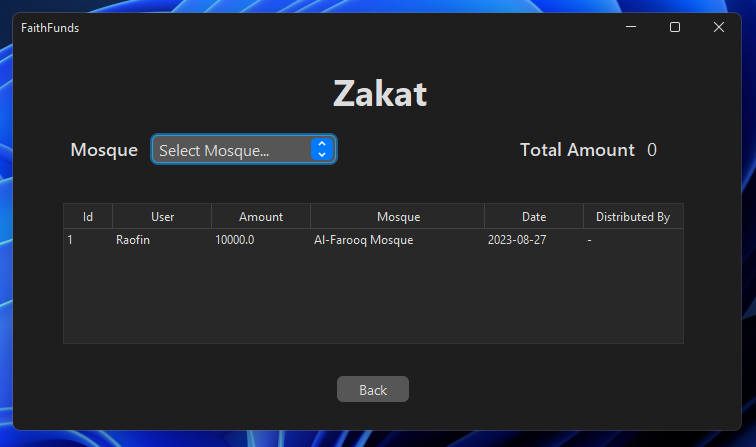 FaithFunds
Zakat
Mosque Select Mosque... Total Amount 0
Id User Amount Mosque Date Distributed By
1 Raofin 10000.0 Al-Farooq Mosque 2023-08-27 -
Back